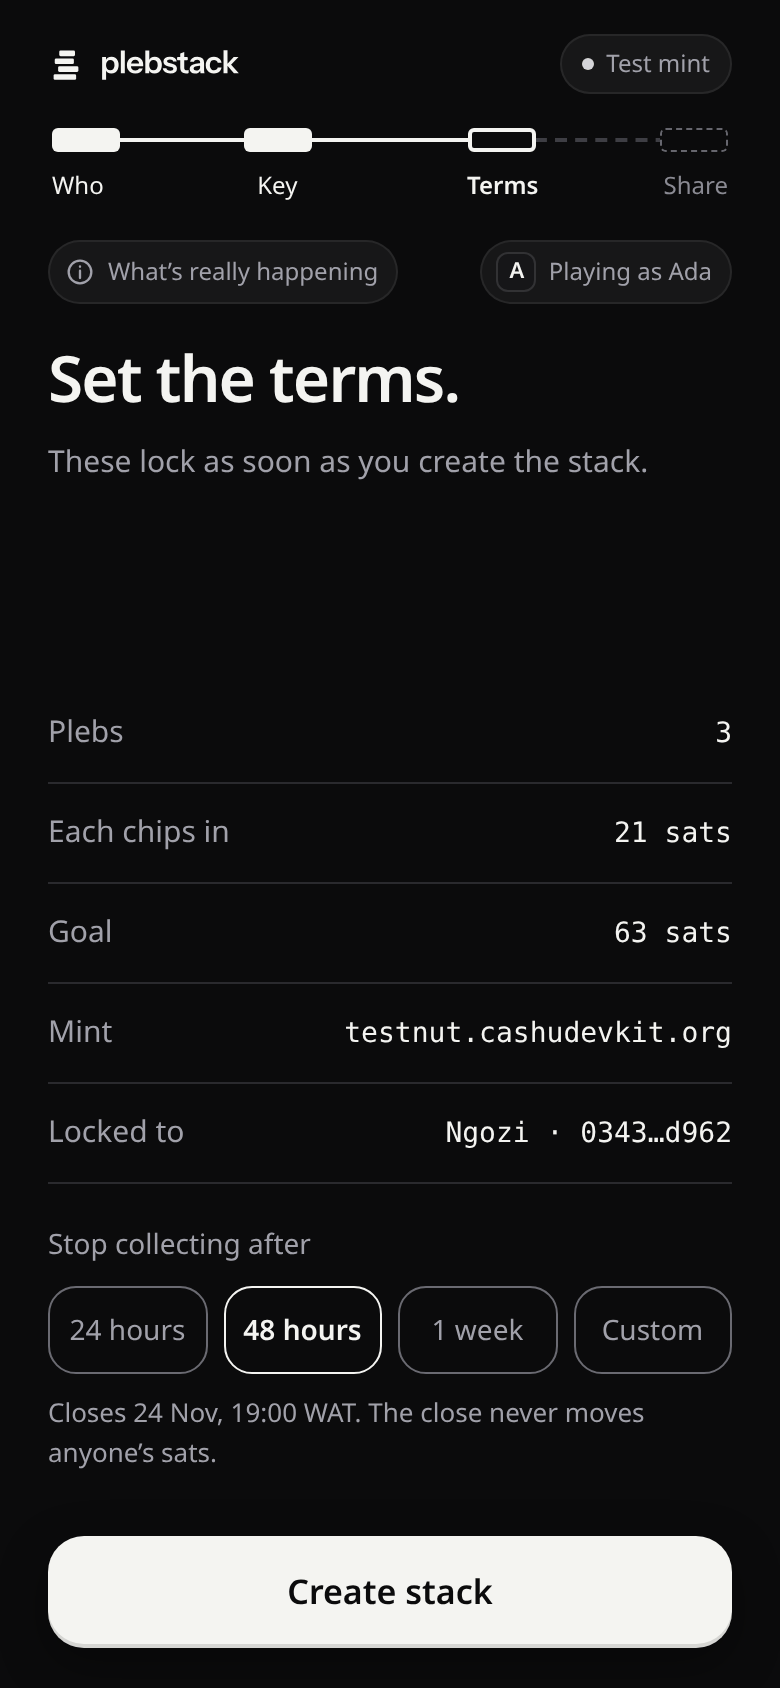 plebstack
Test mint
Who
Key
Terms
Share
What’s really happening
A
Playing as Ada
Set the terms.
These lock as soon as you create the stack.
Plebs 3
Each chips in 21 sats
Goal 63 sats
Mint testnut.cashudevkit.org
Locked to Ngozi · 0343…d962
Stop collecting after
24 hours
48 hours
1 week
Custom
Closes 24 Nov, 19:00 WAT. The close never moves
anyone’s sats.
Create stack